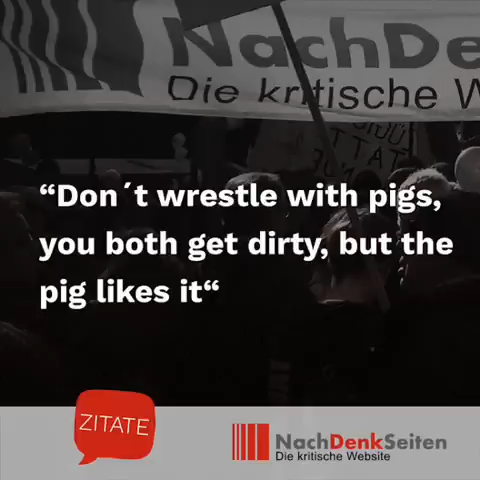 NachDe
Die kritische W
“Don´t wrestle with pigs,
you both get dirty, but the
pig likes it“
ZITATE
NachDenkSeiten
Die kritische Website